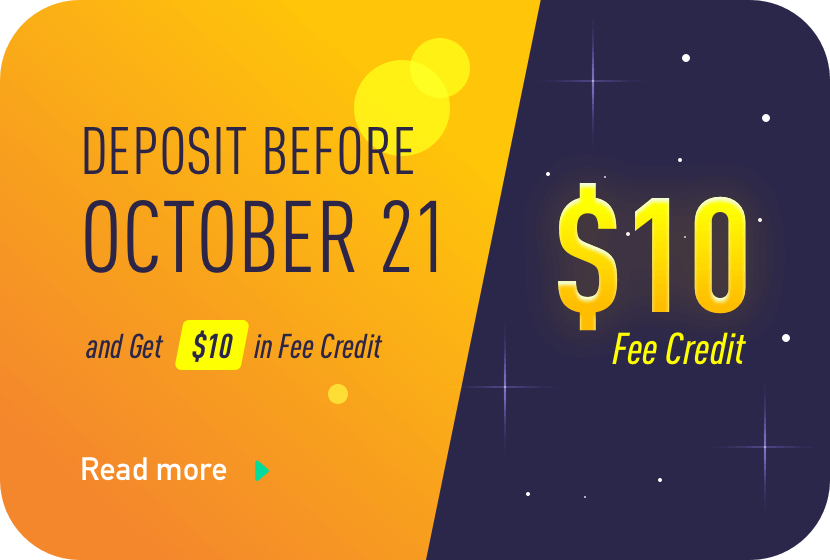 DEPOSIT BEFORE
OCTOBER 21
and Get $10 in Fee Credit
Read more
$10
Fee Credit